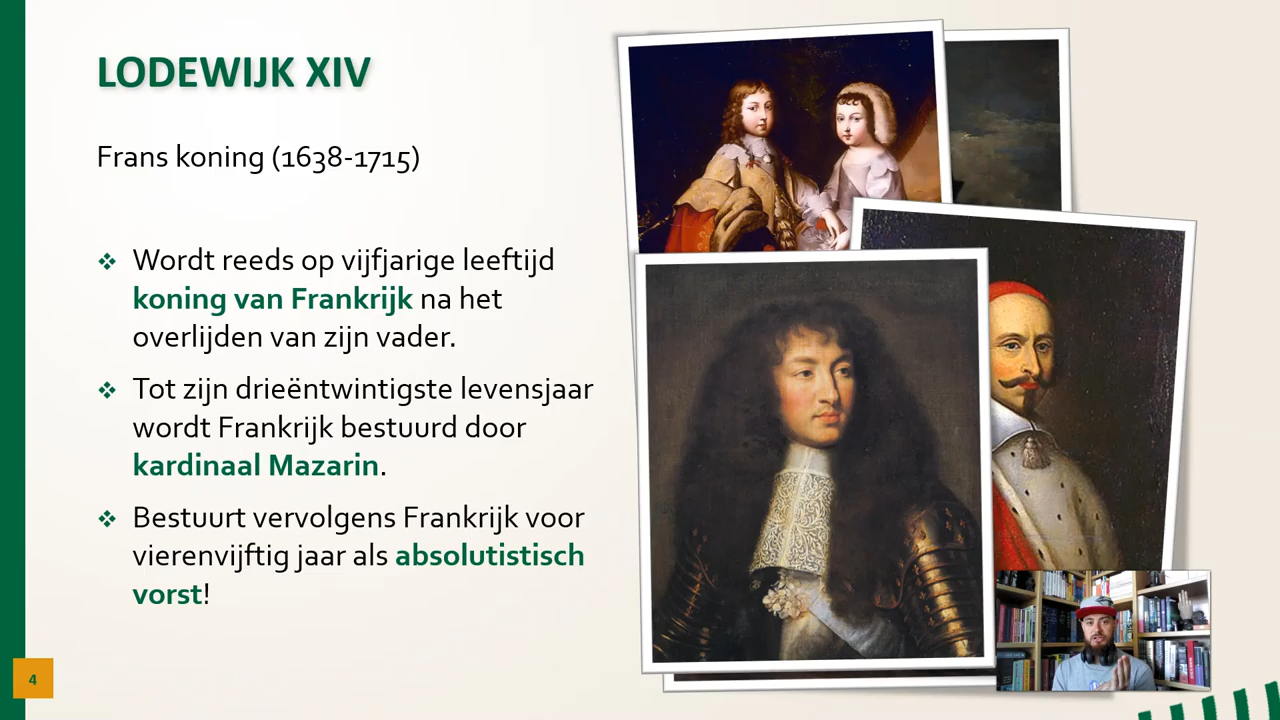 LODEWIJK XIV
Frans koning (1638-1715)
Wordt reeds op vijfjarige leeftijd
koning van Frankrijk na het
overlijden van zijn vader.
Tot zijn drieëntwintigste levensjaar
wordt Frankrijk bestuurd door
kardinaal Mazarin.
Bestuurt vervolgens Frankrijk voor
vierenvijftig jaar als absolutistisch
vorst!
4